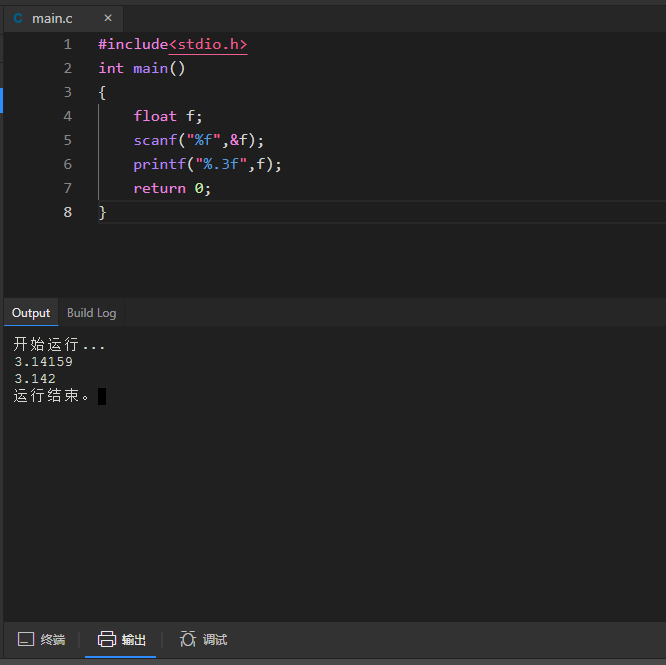 C main.c ×
1 #include<stdio.h>
2 int main()
3 {
4     float f;
5     scanf("%f",&f);
6     printf("%.3f",f);
7     return 0;
8 }
Output Build Log
开始运行...
3.14159
3.142
运行结束。
终端 输出 调试